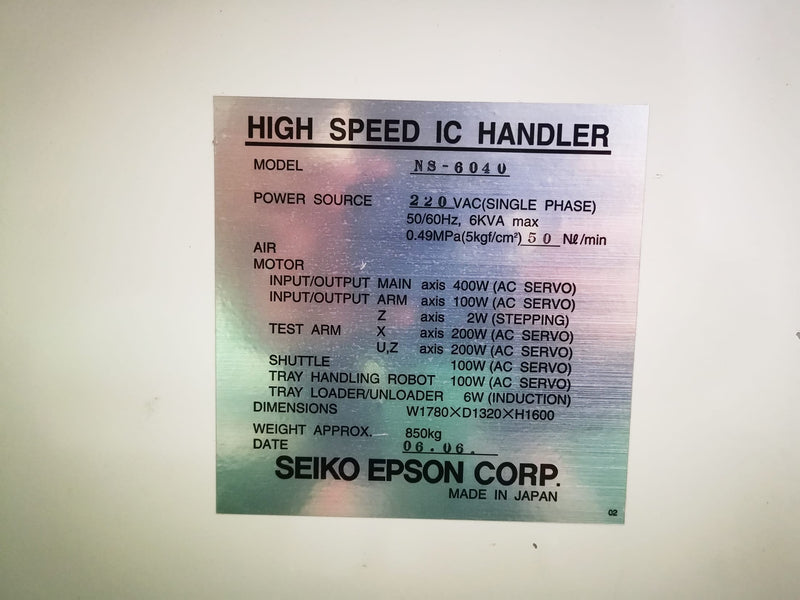 HIGH SPEED IC HANDLER
MODEL NS-6040
POWER SOURCE 220 VAC(SINGLE PHASE)
50/60Hz, 6KVA max
AIR 0.49MPa(5kgf/cm²) 50 Nℓ/min
MOTOR
INPUT/OUTPUT MAIN axis 400W (AC SERVO)
INPUT/OUTPUT ARM axis 100W (AC SERVO)
Z axis 2W (STEPPING)
TEST ARM X axis 200W (AC SERVO)
U,Z axis 200W (AC SERVO)
SHUTTLE 100W (AC SERVO)
TRAY HANDLING ROBOT 100W (AC SERVO)
TRAY LOADER/UNLOADER 6W (INDUCTION)
DIMENSIONS W1780×D1320×H1600
WEIGHT APPROX. 850kg
DATE 06.06.
SEIKO EPSON CORP.
MADE IN JAPAN
02